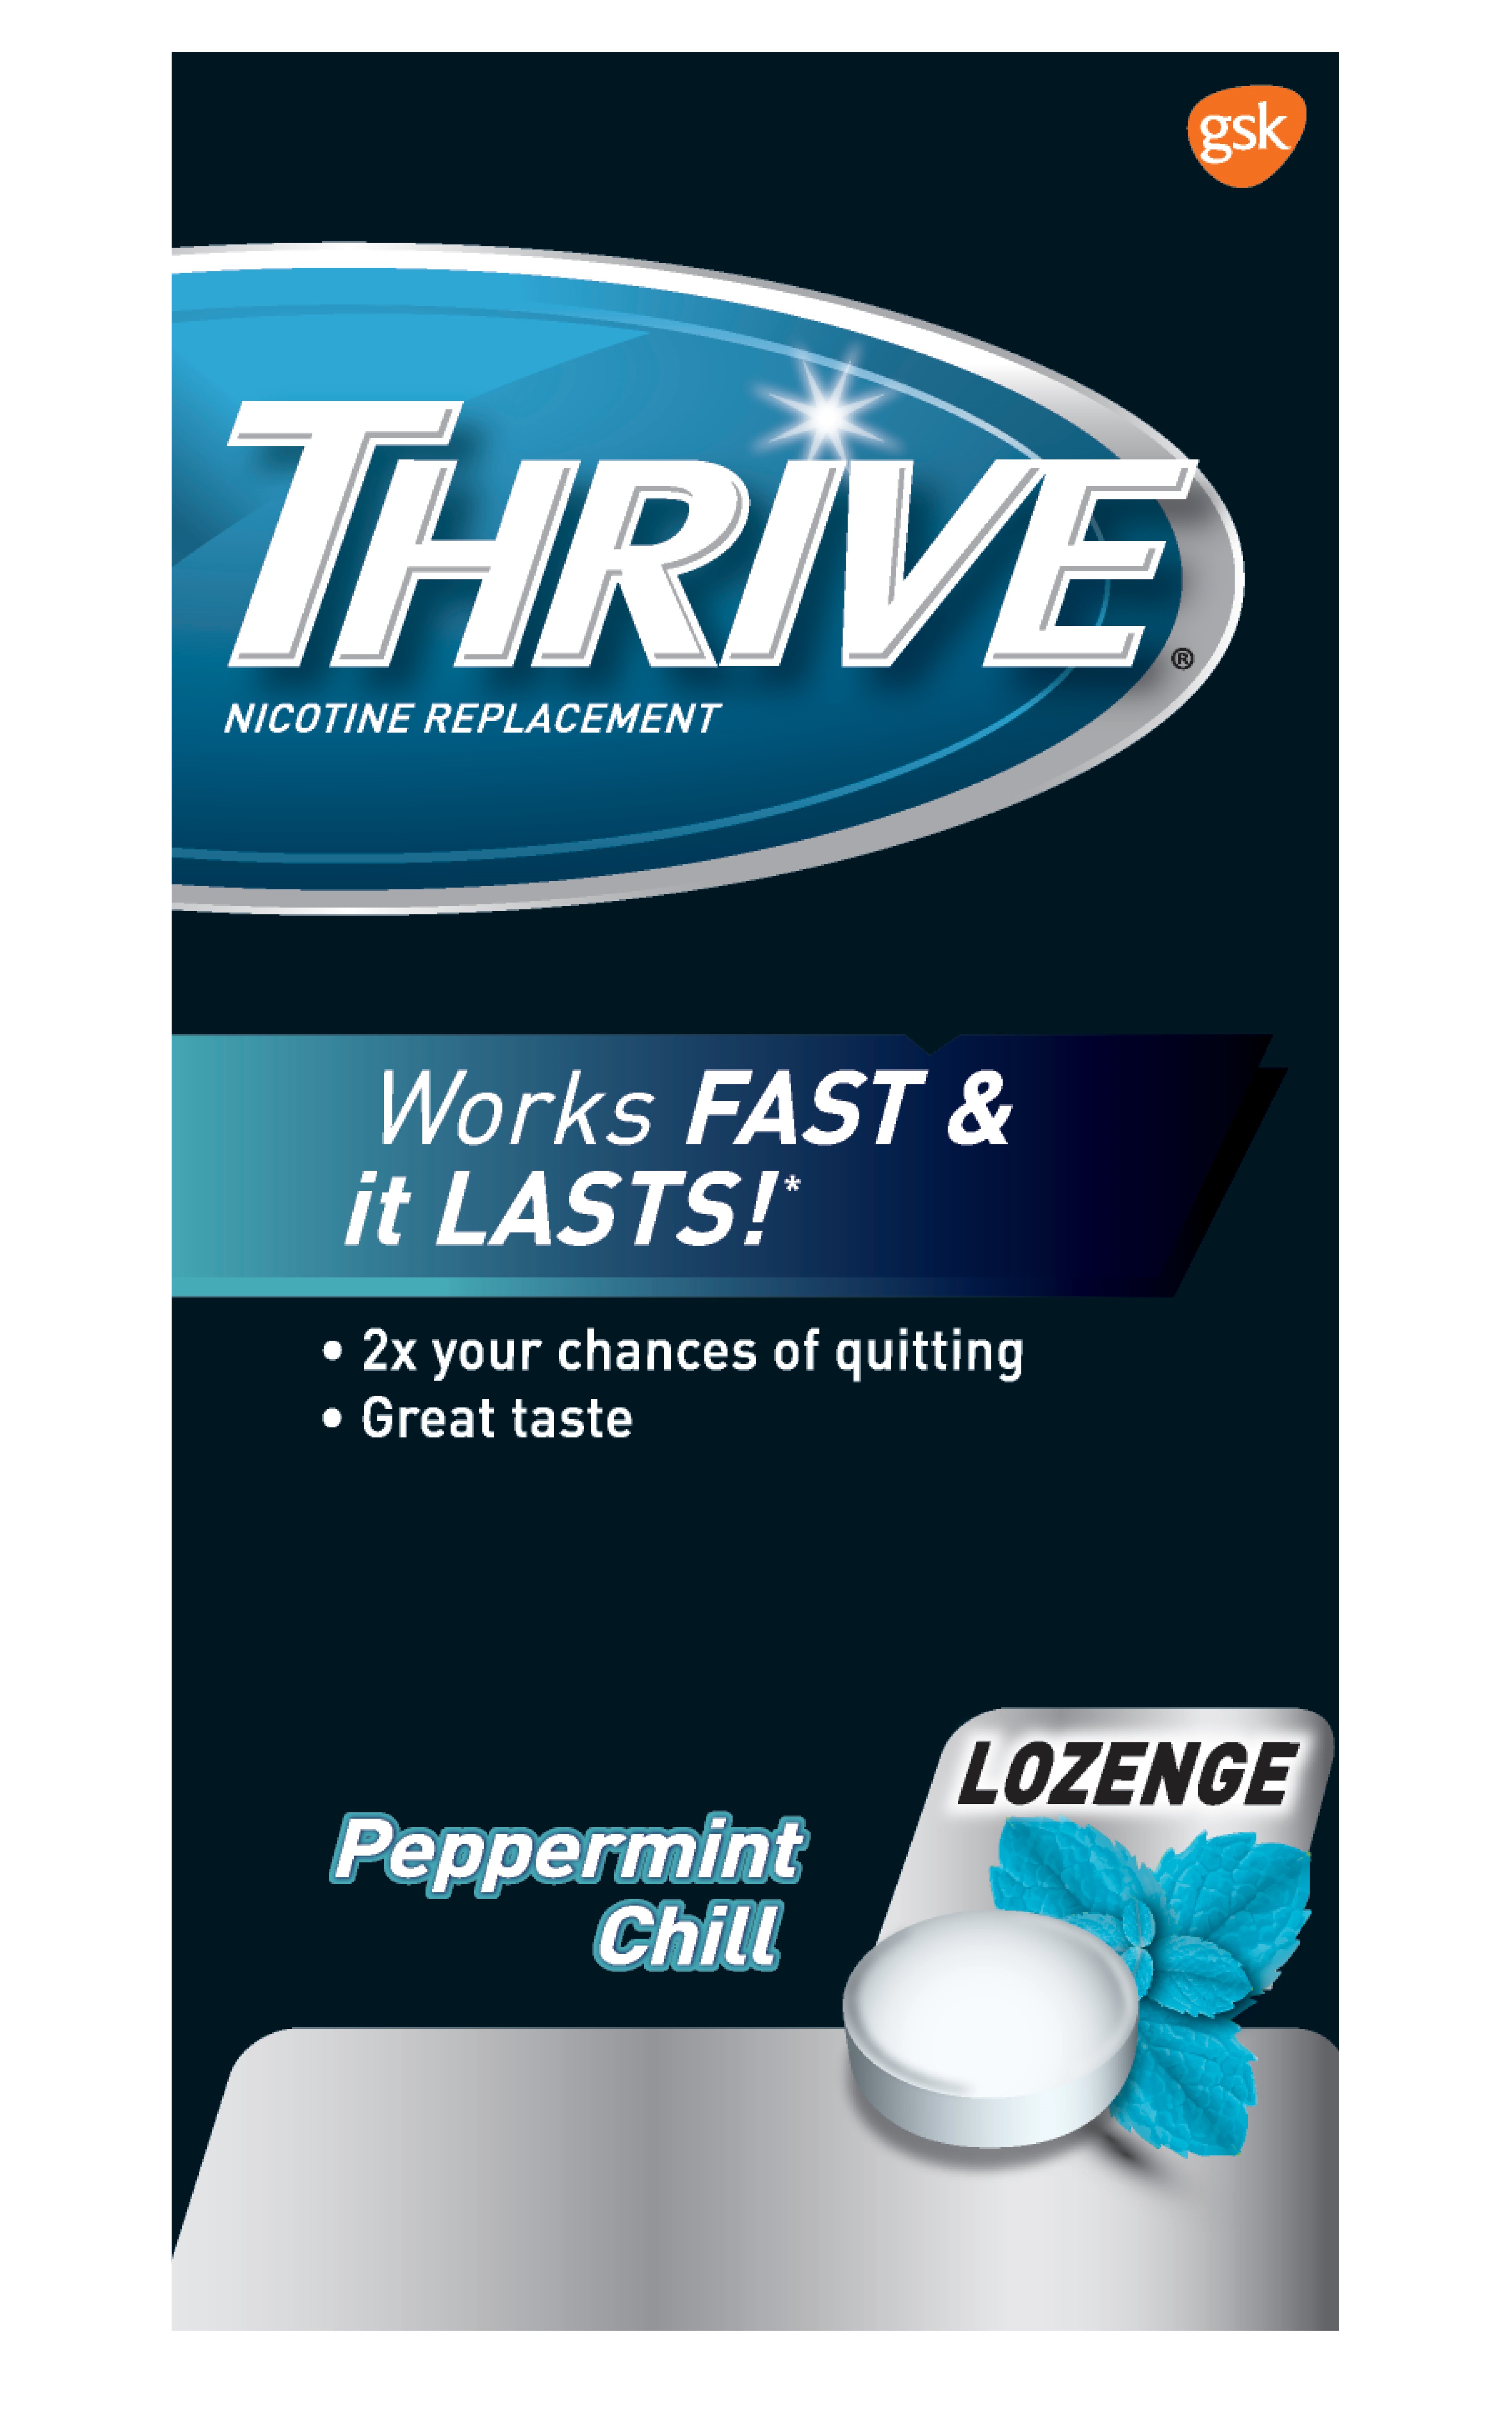 gsk
THRIVE®
NICOTINE REPLACEMENT
Works FAST &
it LASTS!*
• 2x your chances of quitting
• Great taste
LOZENGE
Peppermint
Chill